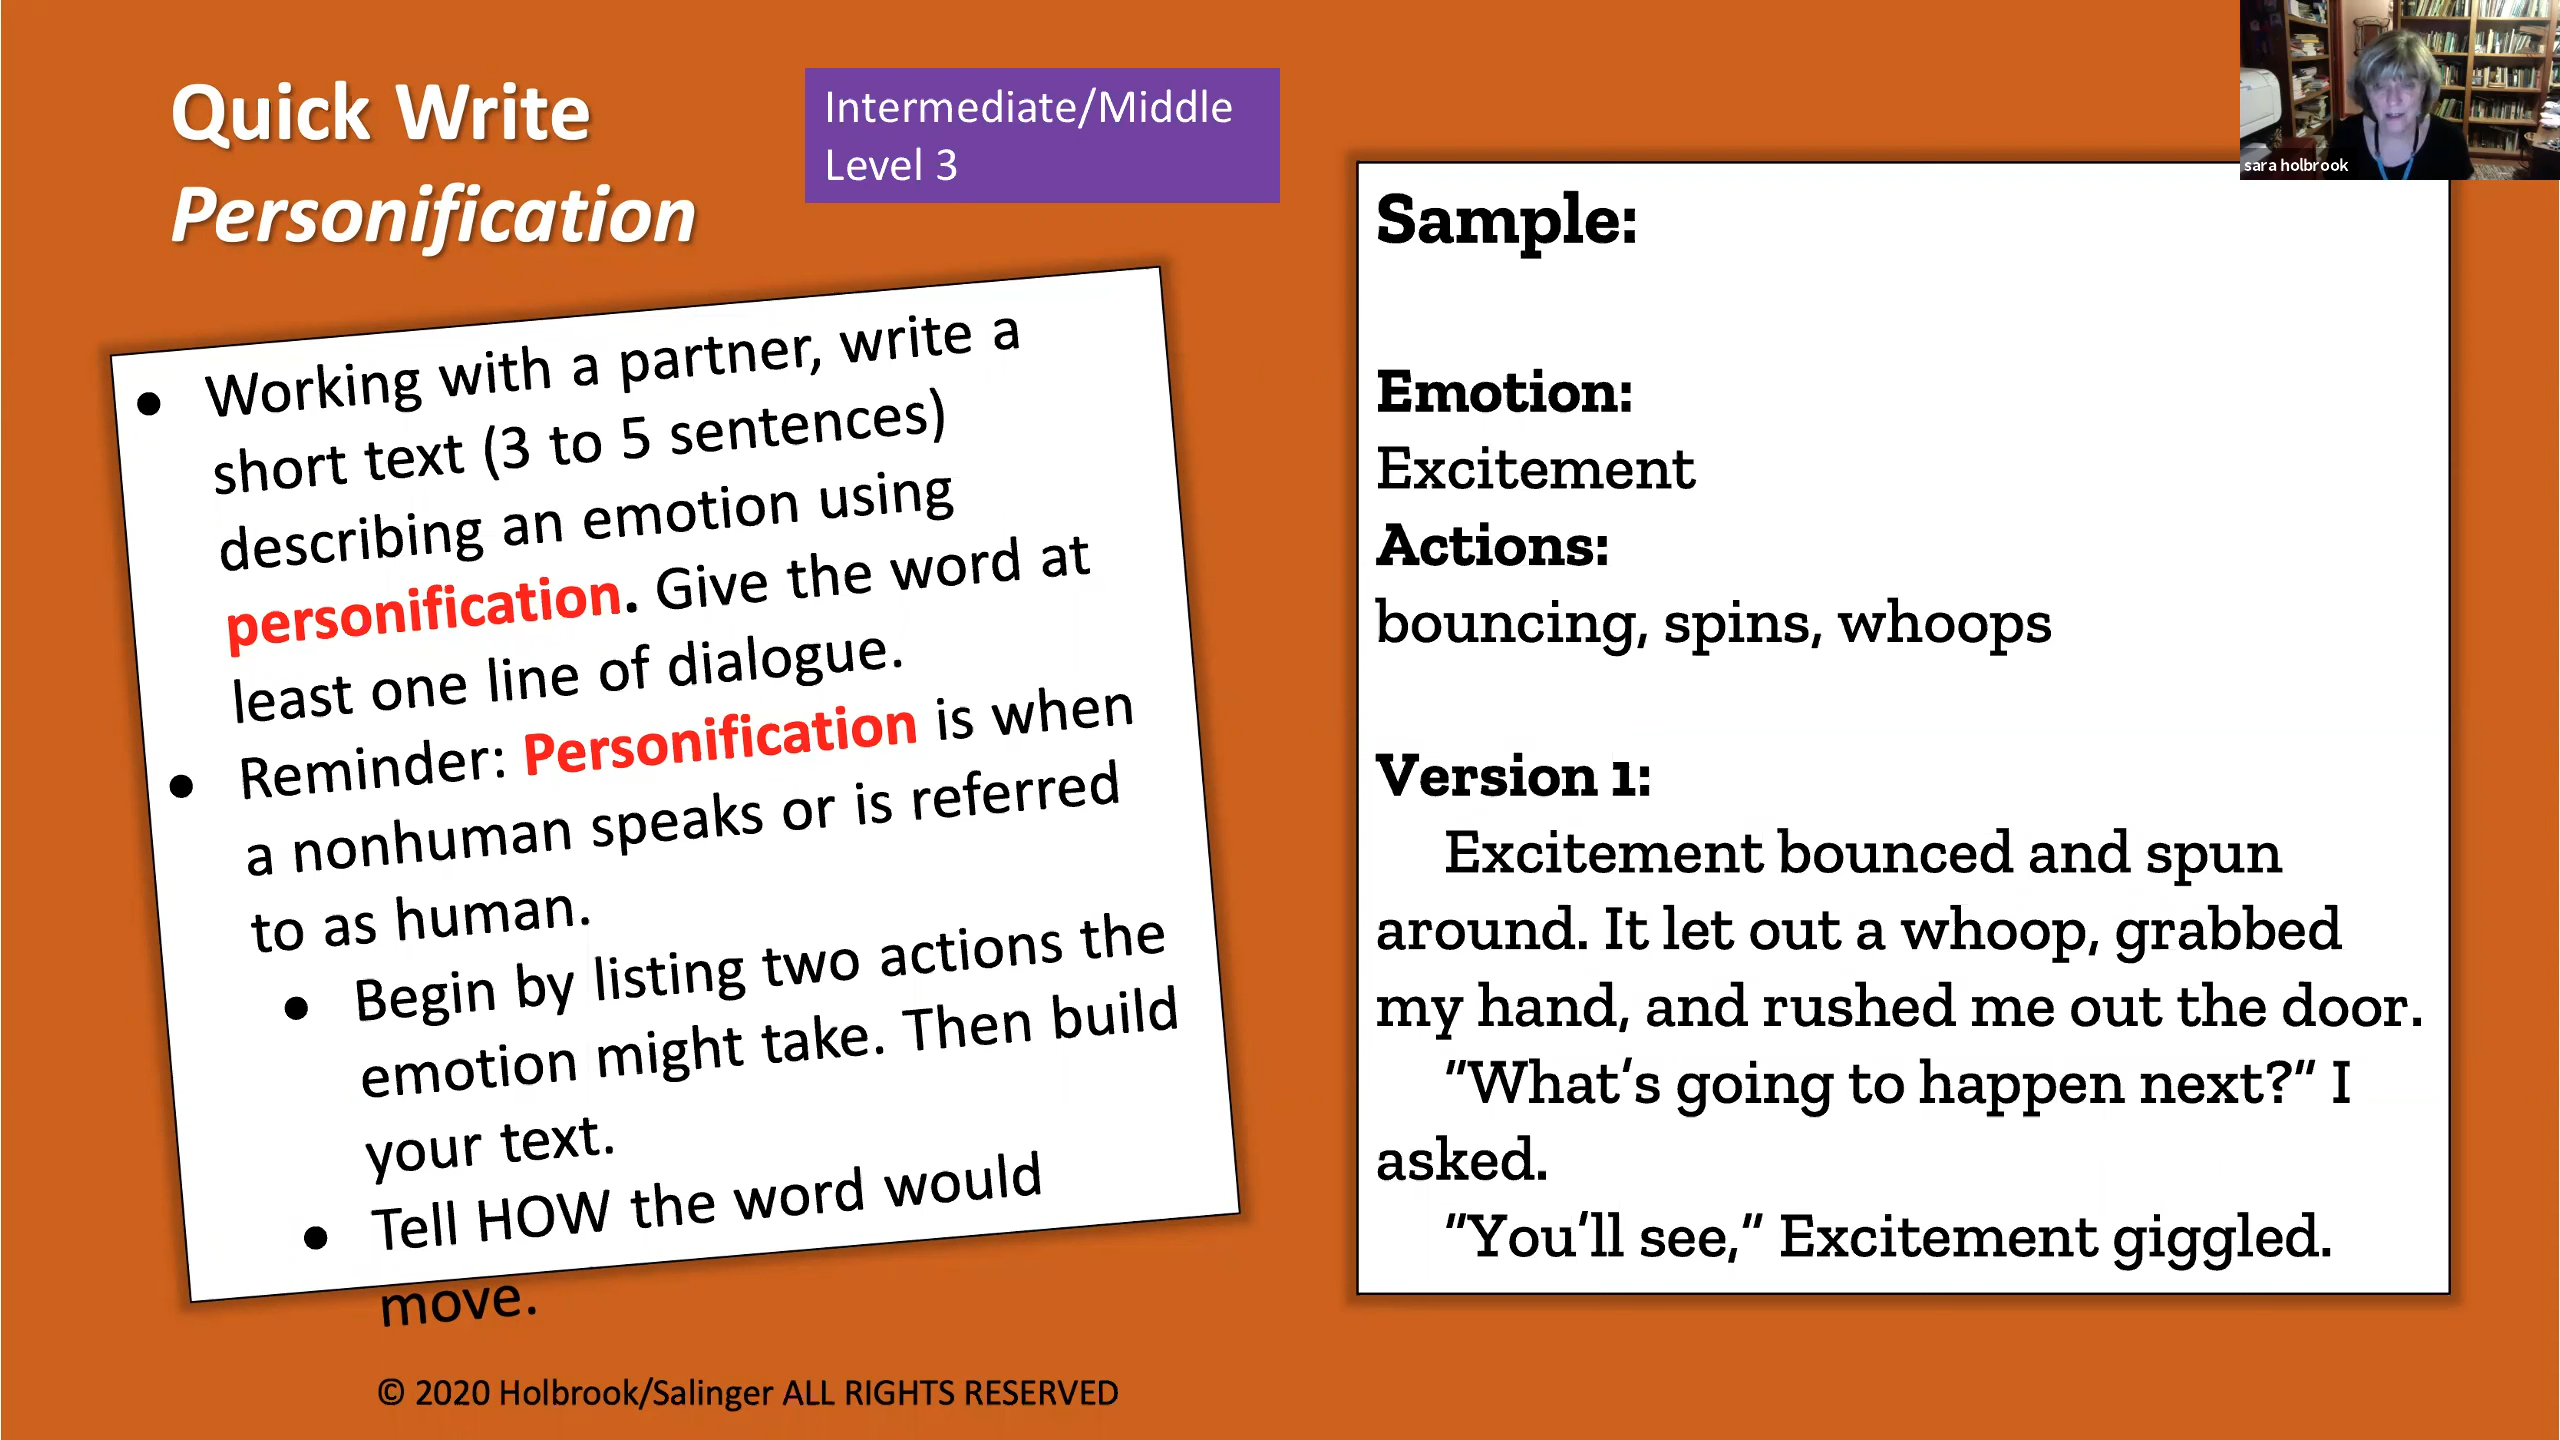 Quick Write
Personification
Intermediate/Middle
Level 3
• Working with a partner, write a
short text (3 to 5 sentences)
describing an emotion using
personification. Give the word at
least one line of dialogue.
• Reminder: Personification is when
a nonhuman speaks or is referred
to as human.
• Begin by listing two actions the
emotion might take. Then build
your text.
• Tell HOW the word would
move.
© 2020 Holbrook/Salinger ALL RIGHTS RESERVED
Sample:
Emotion:
Excitement
Actions:
bouncing, spins, whoops
Version 1:
Excitement bounced and spun
around. It let out a whoop, grabbed
my hand, and rushed me out the door.
"What's going to happen next?" I
asked.
"You'll see," Excitement giggled.
sara holbrook